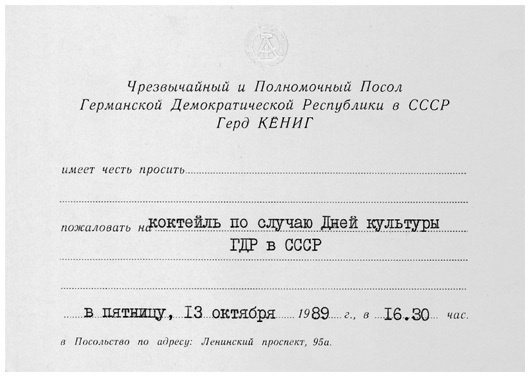 Чрезвычайный и Полномочный Посол
Германской Демократической Республики в СССР
Герд КЁНИГ
имеет честь просить
пожаловать на коктейль по случаю Дней культуры
ГДР в СССР
в пятницу, 13 октября 1989 г., в 16.30 час.
в Посольство по адресу: Ленинский проспект, 95а.